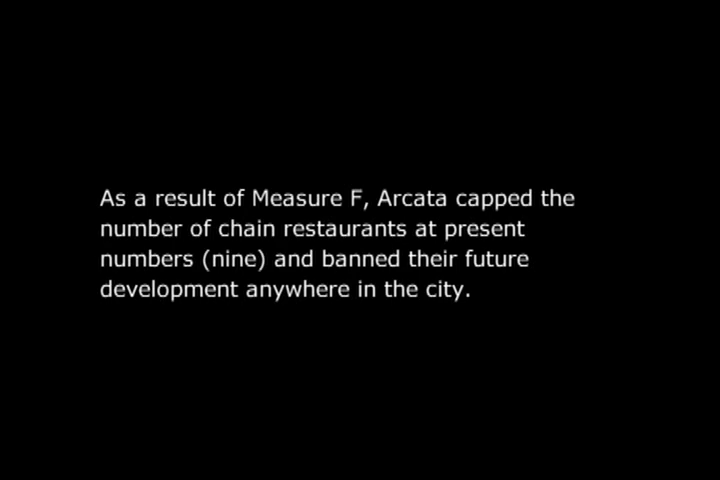 As a result of Measure F, Arcata capped the
number of chain restaurants at present
numbers (nine) and banned their future
development anywhere in the city.